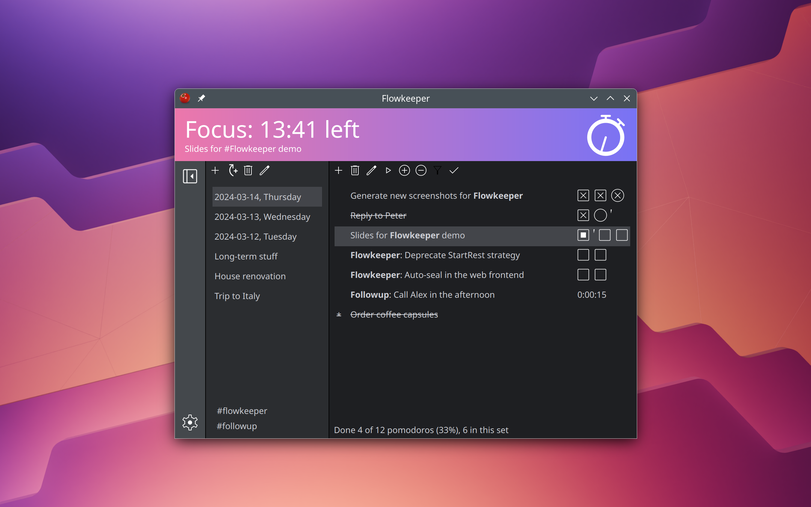 Flowkeeper
Focus: 13:41 left
Slides for #Flowkeeper demo
2024-03-14, Thursday
2024-03-13, Wednesday
2024-03-12, Tuesday
Long-term stuff
House renovation
Trip to Italy
#flowkeeper
#followup
Generate new screenshots for Flowkeeper
Reply to Peter
Slides for Flowkeeper demo
Flowkeeper: Deprecate StartRest strategy
Flowkeeper: Auto-seal in the web frontend
Followup: Call Alex in the afternoon 0:00:15
Order coffee capsules
Done 4 of 12 pomodoros (33%), 6 in this set